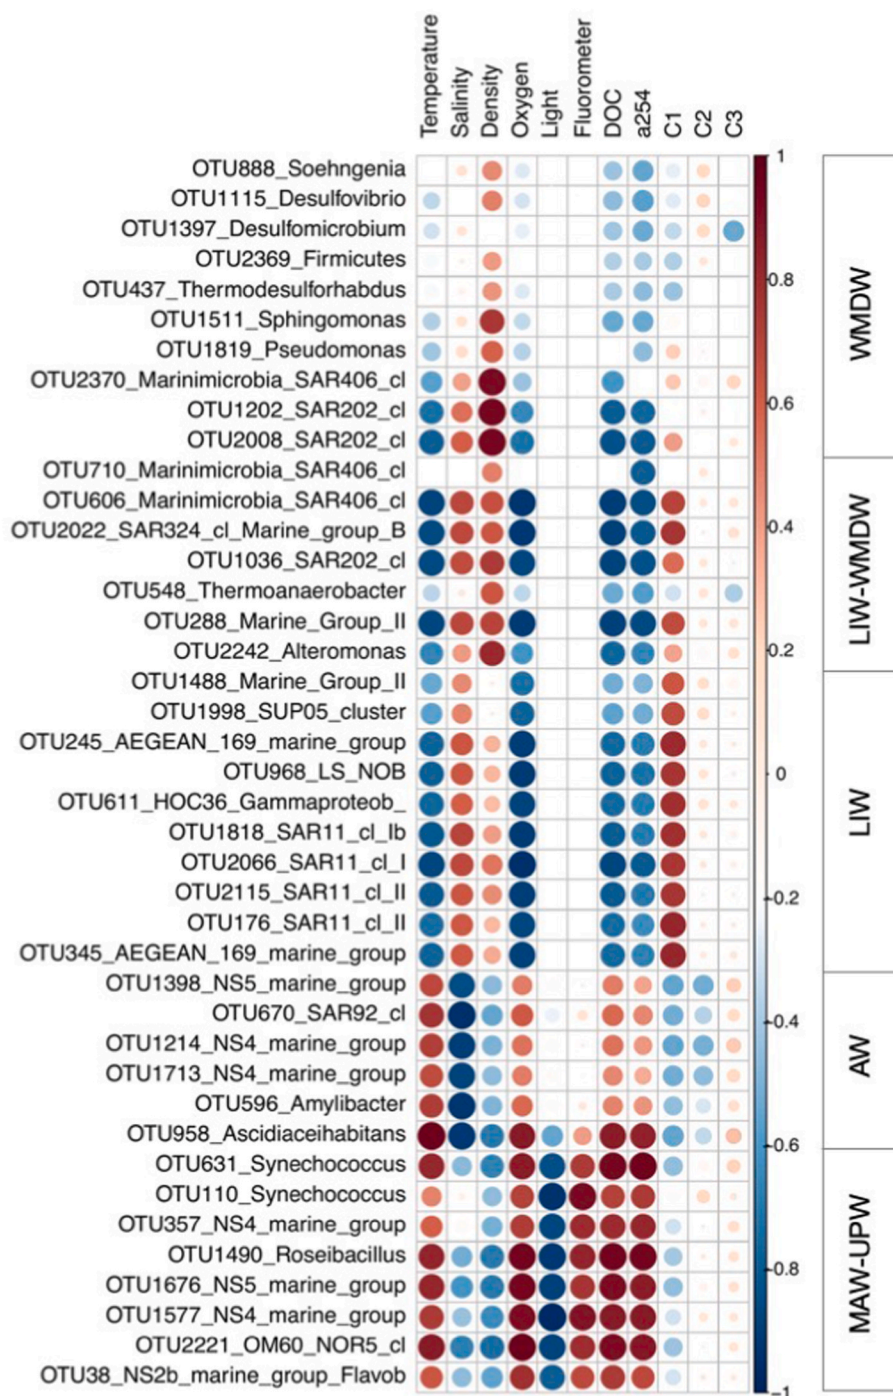 Temperature
Salinity
Density
Oxygen
Light
Fluorometer
DOC
a254
C1
C2
C3
OTU888_Soehngenia
OTU1115_Desulfovibrio
OTU1397_Desulfomicrobium
OTU2369_Firmicutes
OTU437_Thermodesulforhabdus
OTU1511_Sphingomonas
OTU1819_Pseudomonas
OTU2370_Marinimicrobia_SAR406_cl
OTU1202_SAR202_cl
OTU2008_SAR202_cl
OTU710_Marinimicrobia_SAR406_cl
OTU606_Marinimicrobia_SAR406_cl
OTU2022_SAR324_cl_Marine_group_B
OTU1036_SAR202_cl
OTU548_Thermoanaerobacter
OTU288_Marine_Group_II
OTU2242_Alteromonas
OTU1488_Marine_Group_II
OTU1998_SUP05_cluster
OTU245_AEGEAN_169_marine_group
OTU968_LS_NOB
OTU611_HOC36_Gammaproteob_
OTU1818_SAR11_cl_Ib
OTU2066_SAR11_cl_I
OTU2115_SAR11_cl_II
OTU176_SAR11_cl_II
OTU345_AEGEAN_169_marine_group
OTU1398_NS5_marine_group
OTU670_SAR92_cl
OTU1214_NS4_marine_group
OTU1713_NS4_marine_group
OTU596_Amylibacter
OTU958_Ascidiaceihabitans
OTU631_Synechococcus
OTU110_Synechococcus
OTU357_NS4_marine_group
OTU1490_Roseibacillus
OTU1676_NS5_marine_group
OTU1577_NS4_marine_group
OTU2221_OM60_NOR5_cl
OTU38_NS2b_marine_group_Flavob
1
0.8
0.6
0.4
0.2
0
-0.2
-0.4
-0.6
-0.8
-1
WMDW
LIW-WMDW
LIW
AW
MAW-UPW